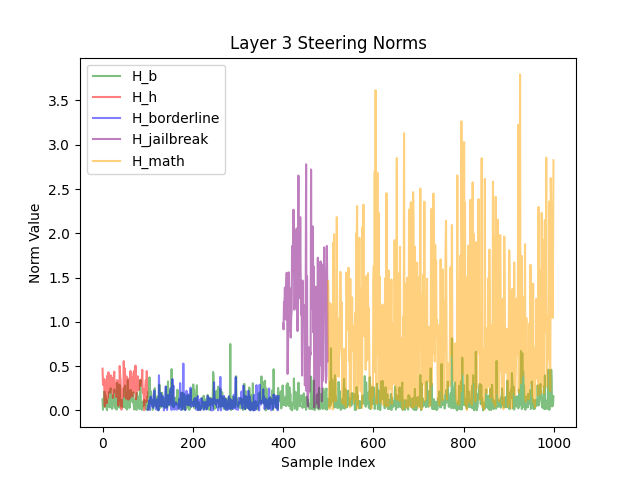 Layer 3 Steering Norms
H_b
H_h
H_borderline
H_jailbreak
H_math
Norm Value
3.5
3.0
2.5
2.0
1.5
1.0
0.5
0.0
0 200 400 600 800 1000
Sample Index